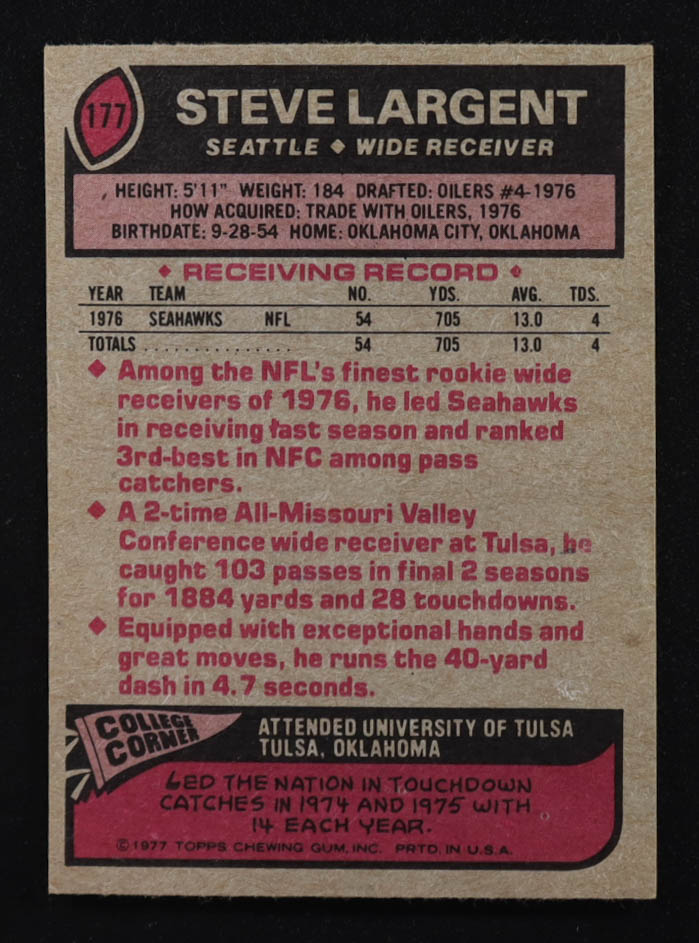 177
STEVE LARGENT
SEATTLE ◆ WIDE RECEIVER
HEIGHT: 5'11" WEIGHT: 184 DRAFTED: OILERS #4-1976
HOW ACQUIRED: TRADE WITH OILERS, 1976
BIRTHDATE: 9-28-54 HOME: OKLAHOMA CITY, OKLAHOMA
◆ RECEIVING RECORD ◆
YEAR TEAM NO. YDS. AVG. TDS.
1976 SEAHAWKS NFL 54 705 13.0 4
TOTALS . . . . . . . . . . . . . . . . 54 705 13.0 4
◆ Among the NFL's finest rookie wide
receivers of 1976, he led Seahawks
in receiving last season and ranked
3rd-best in NFC among pass
catchers.
◆ A 2-time All-Missouri Valley
Conference wide receiver at Tulsa, he
caught 103 passes in final 2 seasons
for 1884 yards and 28 touchdowns.
◆ Equipped with exceptional hands and
great moves, he runs the 40-yard
dash in 4.7 seconds.
COLLEGE
CORNER
ATTENDED UNIVERSITY OF TULSA
TULSA, OKLAHOMA
LED THE NATION IN TOUCHDOWN
CATCHES IN 1974 AND 1975 WITH
14 EACH YEAR.
©1977 TOPPS CHEWING GUM, INC. PRTD. IN U.S.A.